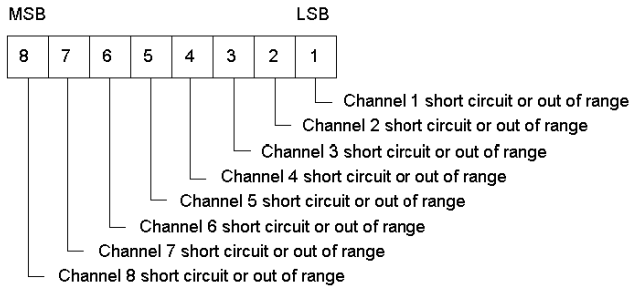 MSB LSB
8 7 6 5 4 3 2 1
Channel 1 short circuit or out of range
Channel 2 short circuit or out of range
Channel 3 short circuit or out of range
Channel 4 short circuit or out of range
Channel 5 short circuit or out of range
Channel 6 short circuit or out of range
Channel 7 short circuit or out of range
Channel 8 short circuit or out of range